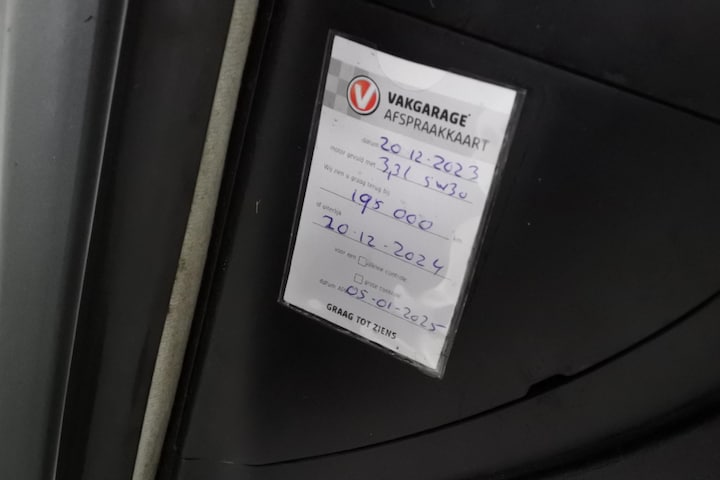 V VAKGARAGE
AFSPRAAKKAART
datum 20-12-2023
motor gevuld met 3,3l 5w30
Wij zien u graag terug bij
195 000 km
of uiterlijk
20-12-2024
voor een kleine controle
grote controle
datum APK 05-01-2025
GRAAG TOT ZIENS